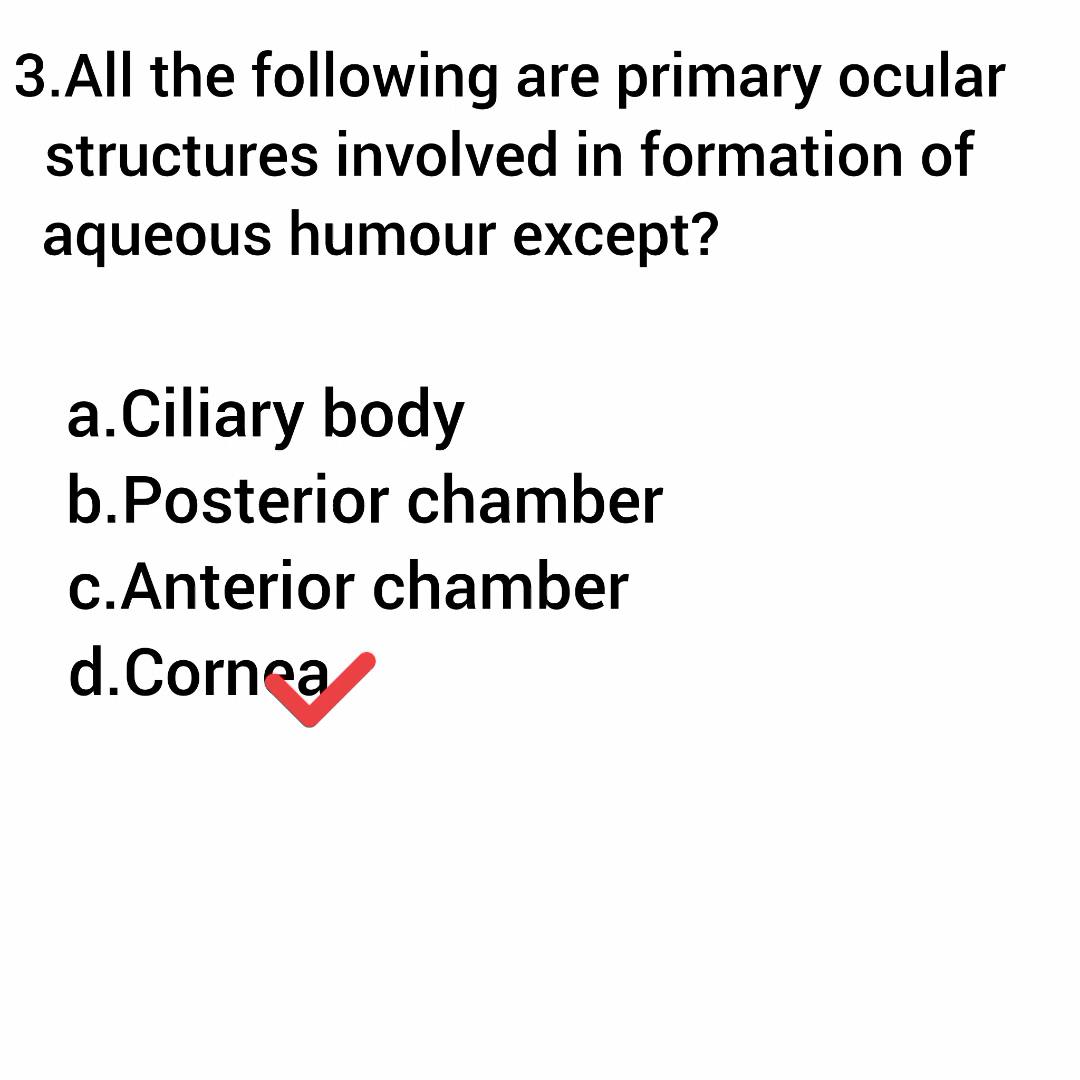 3.All the following are primary ocular
structures involved in formation of
aqueous humour except?
a.Ciliary body
b.Posterior chamber
c.Anterior chamber
d.Cornea